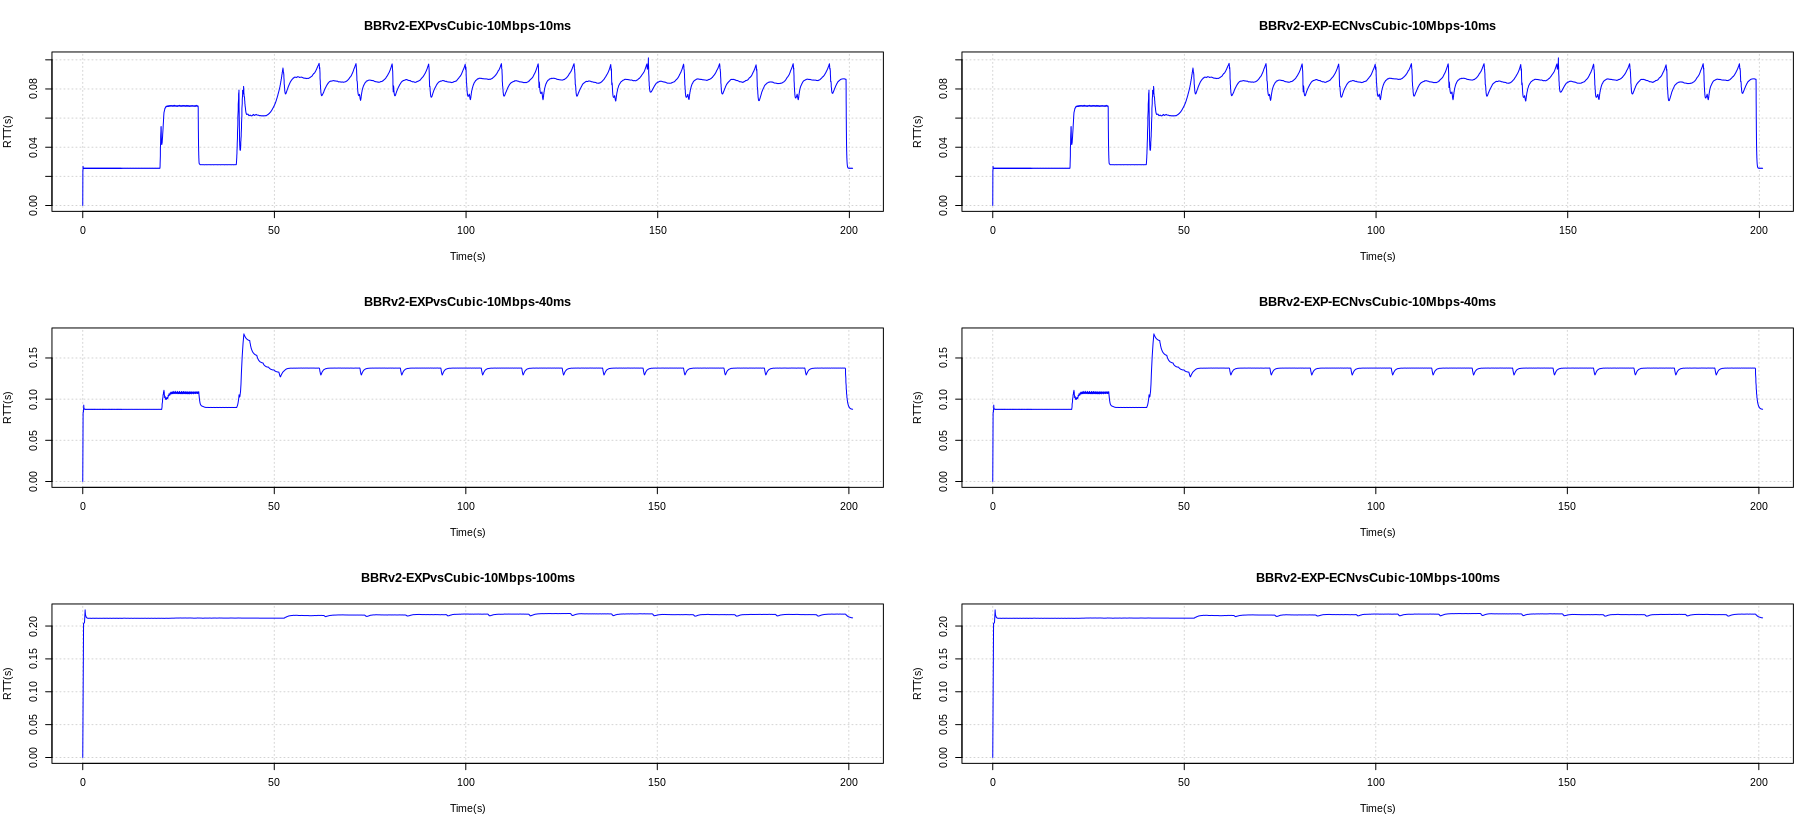 BBRv2-EXPvsCubic-10Mbps-10ms
RTT(s)
0.00
0.04
0.08
0 50 100 150 200
Time(s)
BBRv2-EXP-ECNvsCubic-10Mbps-10ms
RTT(s)
0.00
0.04
0.08
0 50 100 150 200
Time(s)
BBRv2-EXPvsCubic-10Mbps-40ms
RTT(s)
0.00
0.05
0.10
0.15
0 50 100 150 200
Time(s)
BBRv2-EXP-ECNvsCubic-10Mbps-40ms
RTT(s)
0.00
0.05
0.10
0.15
0 50 100 150 200
Time(s)
BBRv2-EXPvsCubic-10Mbps-100ms
RTT(s)
0.00
0.05
0.10
0.15
0.20
0 50 100 150 200
Time(s)
BBRv2-EXP-ECNvsCubic-10Mbps-100ms
RTT(s)
0.00
0.05
0.10
0.15
0.20
0 50 100 150 200
Time(s)